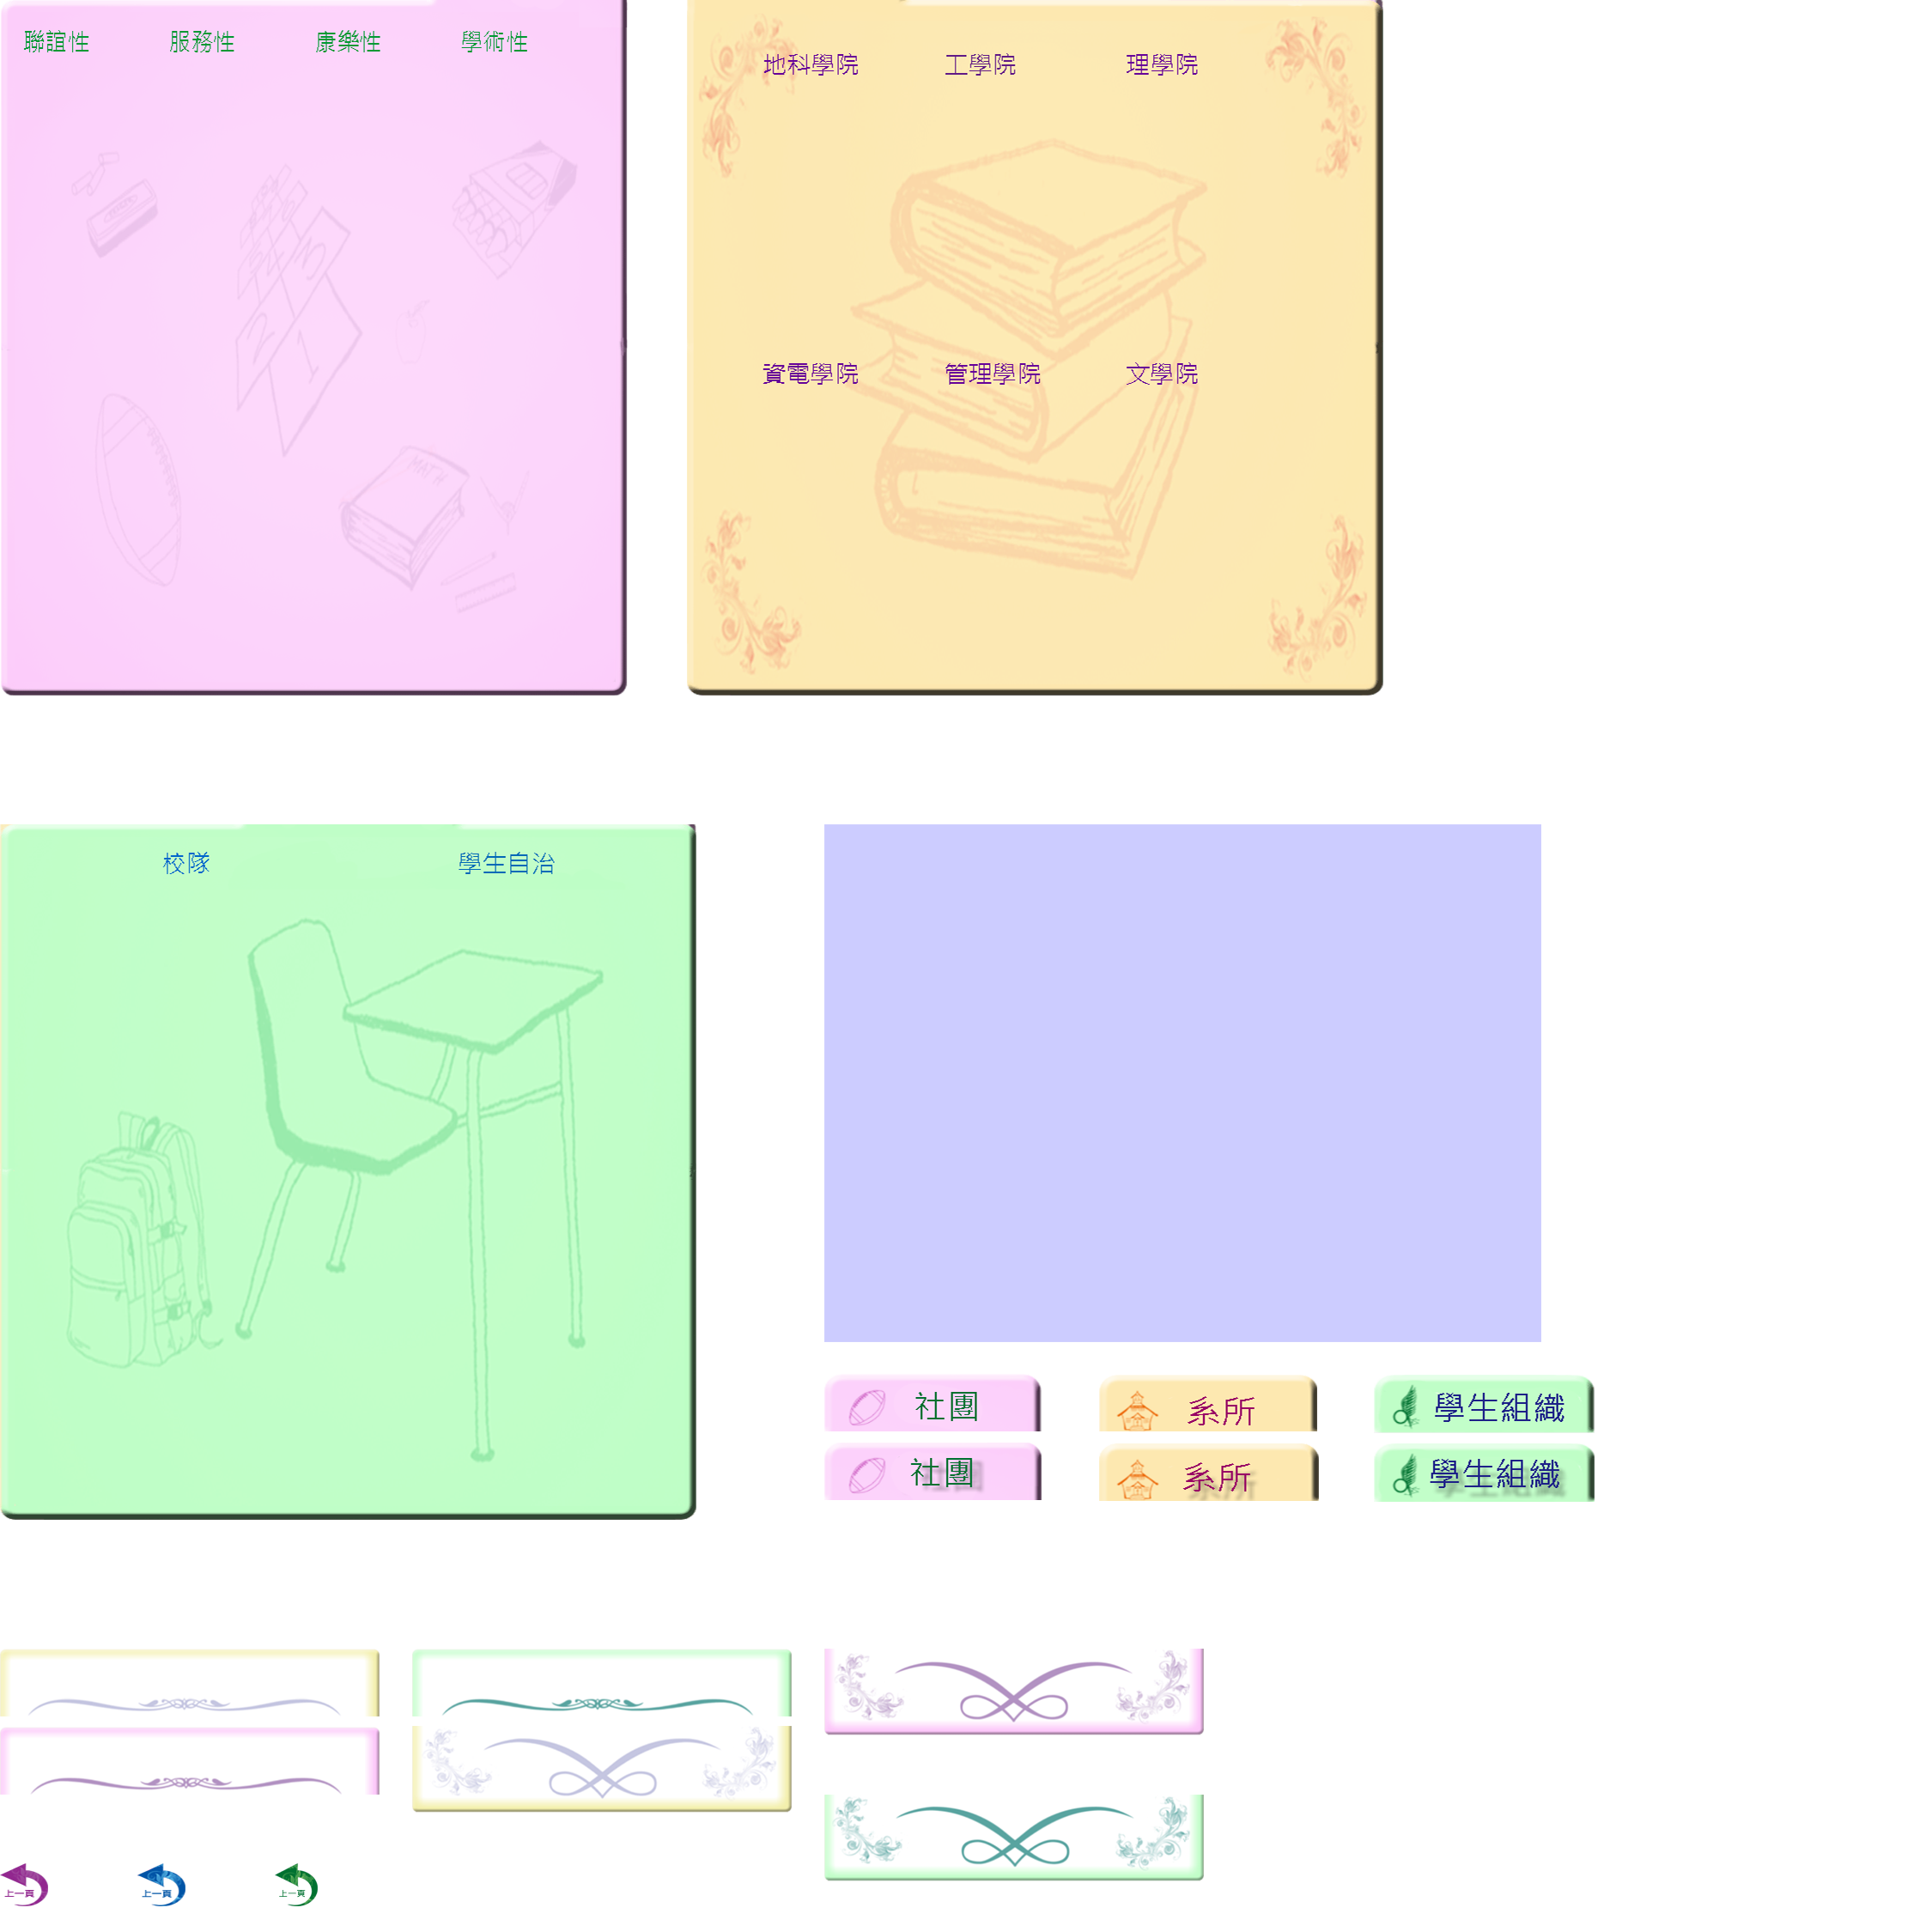 聯誼性 服務性 康樂性 學術性
地科學院 工學院 理學院
資電學院 管理學院 文學院
5
2 1
MATH
校隊 學生自治
社團 系所 學生組織
社團 系所 學生組織
上一頁 上一頁 上一頁